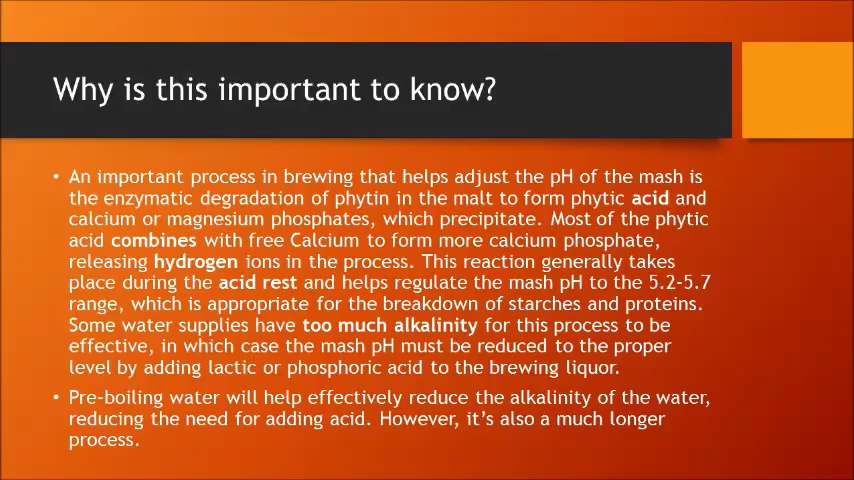 Why is this important to know?
• An important process in brewing that helps adjust the pH of the mash is
the enzymatic degradation of phytin in the malt to form phytic acid and
calcium or magnesium phosphates, which precipitate. Most of the phytic
acid combines with free Calcium to form more calcium phosphate,
releasing hydrogen ions in the process. This reaction generally takes
place during the acid rest and helps regulate the mash pH to the 5.2-5.7
range, which is appropriate for the breakdown of starches and proteins.
Some water supplies have too much alkalinity for this process to be
effective, in which case the mash pH must be reduced to the proper
level by adding lactic or phosphoric acid to the brewing liquor.
• Pre-boiling water will help effectively reduce the alkalinity of the water,
reducing the need for adding acid. However, it's also a much longer
process.